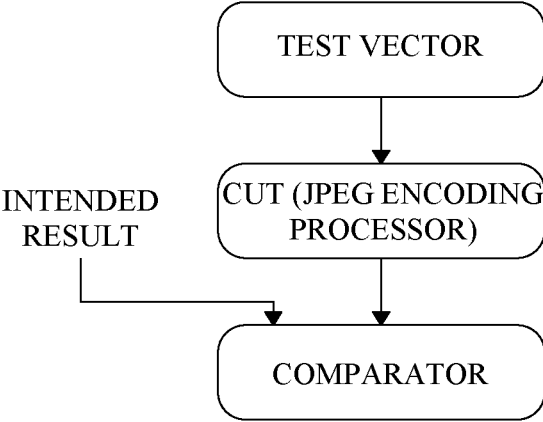 TEST VECTOR
CUT (JPEG ENCODING
PROCESSOR)
INTENDED
RESULT
COMPARATOR